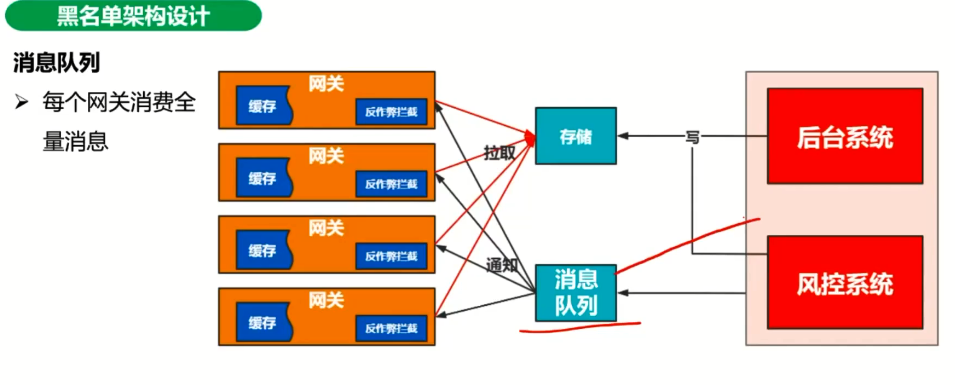 黑名单架构设计
消息队列
➢ 每个网关消费全
量消息
网关
缓存
反作弊拦截
网关
缓存
反作弊拦截
网关
缓存
反作弊拦截
网关
缓存
反作弊拦截
拉取
通知
存储
消息
队列
写
后台系统
风控系统